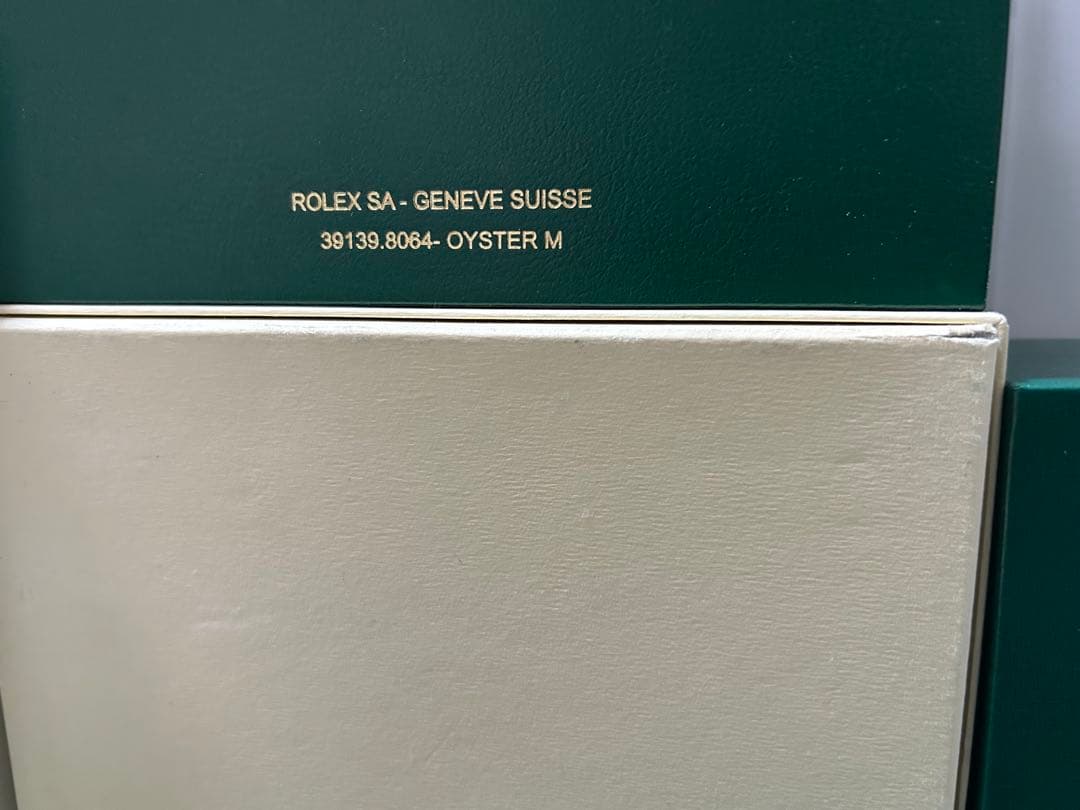 ROLEX SA - GENEVE SUISSE
39139.8064- OYSTER M